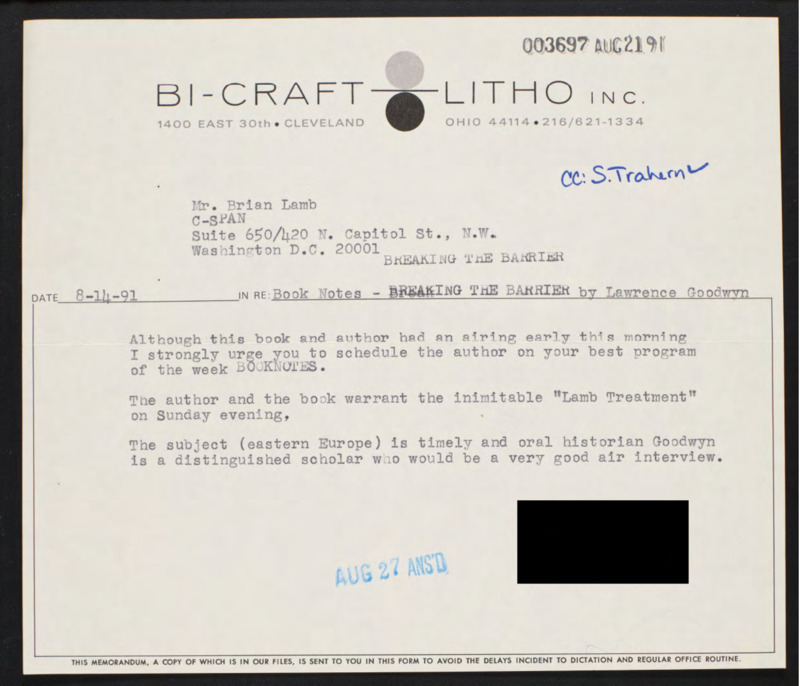 003697 AUG 21 91
BI-CRAFT LITHO INC.
1400 EAST 30th • CLEVELAND OHIO 44114 • 216/621-1334
CC: S. Trahern ✓
Mr. Brian Lamb
C-SPAN
Suite 650/420 N. Capitol St., N.W.
Washington D.C. 20001
BREAKING THE BARRIER
DATE 8-14-91 IN RE: Book Notes - BREAKING THE BARRIER by Lawrence Goodwyn
Although this book and author had an airing early this morning
I strongly urge you to schedule the author on your best program
of the week BOOKNOTES.
The author and the book warrant the inimitable "Lamb Treatment"
on Sunday evening,
The subject (eastern Europe) is timely and oral historian Goodwyn
is a distinguished scholar who would be a very good air interview.
AUG 27 ANS'D
THIS MEMORANDUM, A COPY OF WHICH IS IN OUR FILES, IS SENT TO YOU IN THIS FORM TO AVOID THE DELAYS INCIDENT TO DICTATION AND REGULAR OFFICE ROUTINE.